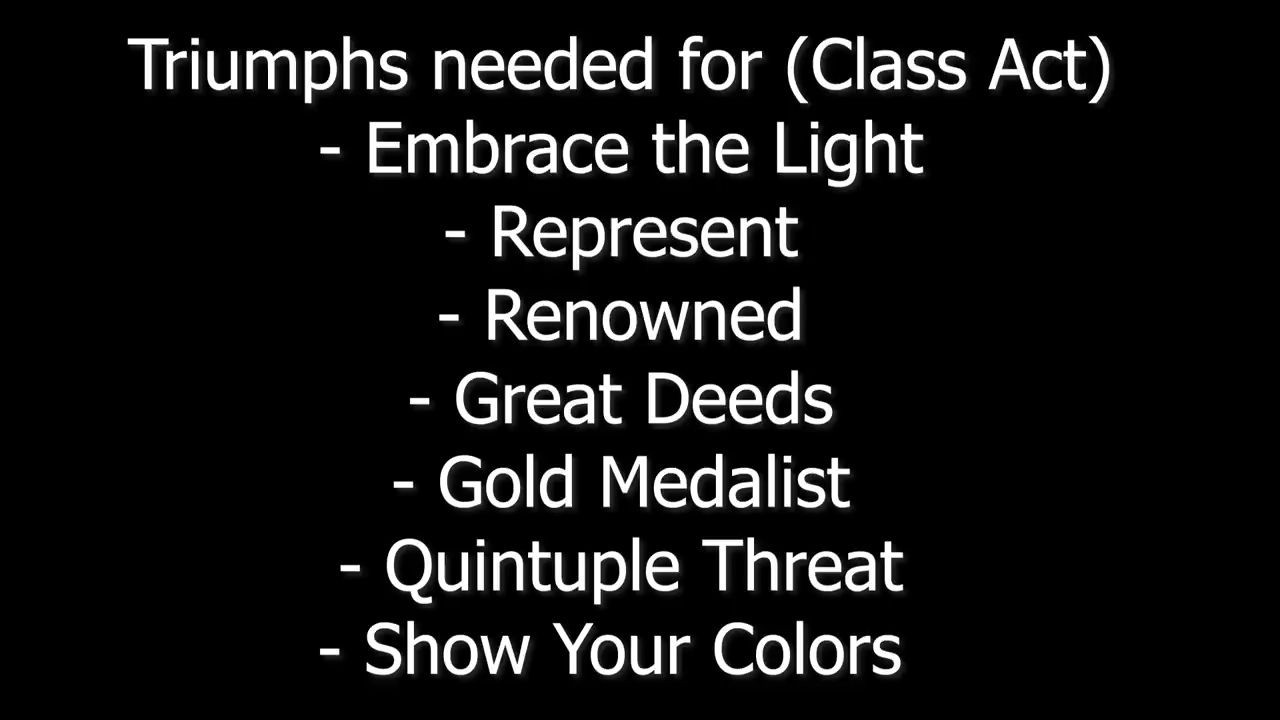 Triumphs needed for (Class Act)
- Embrace the Light
- Represent
- Renowned
- Great Deeds
- Gold Medalist
- Quintuple Threat
- Show Your Colors